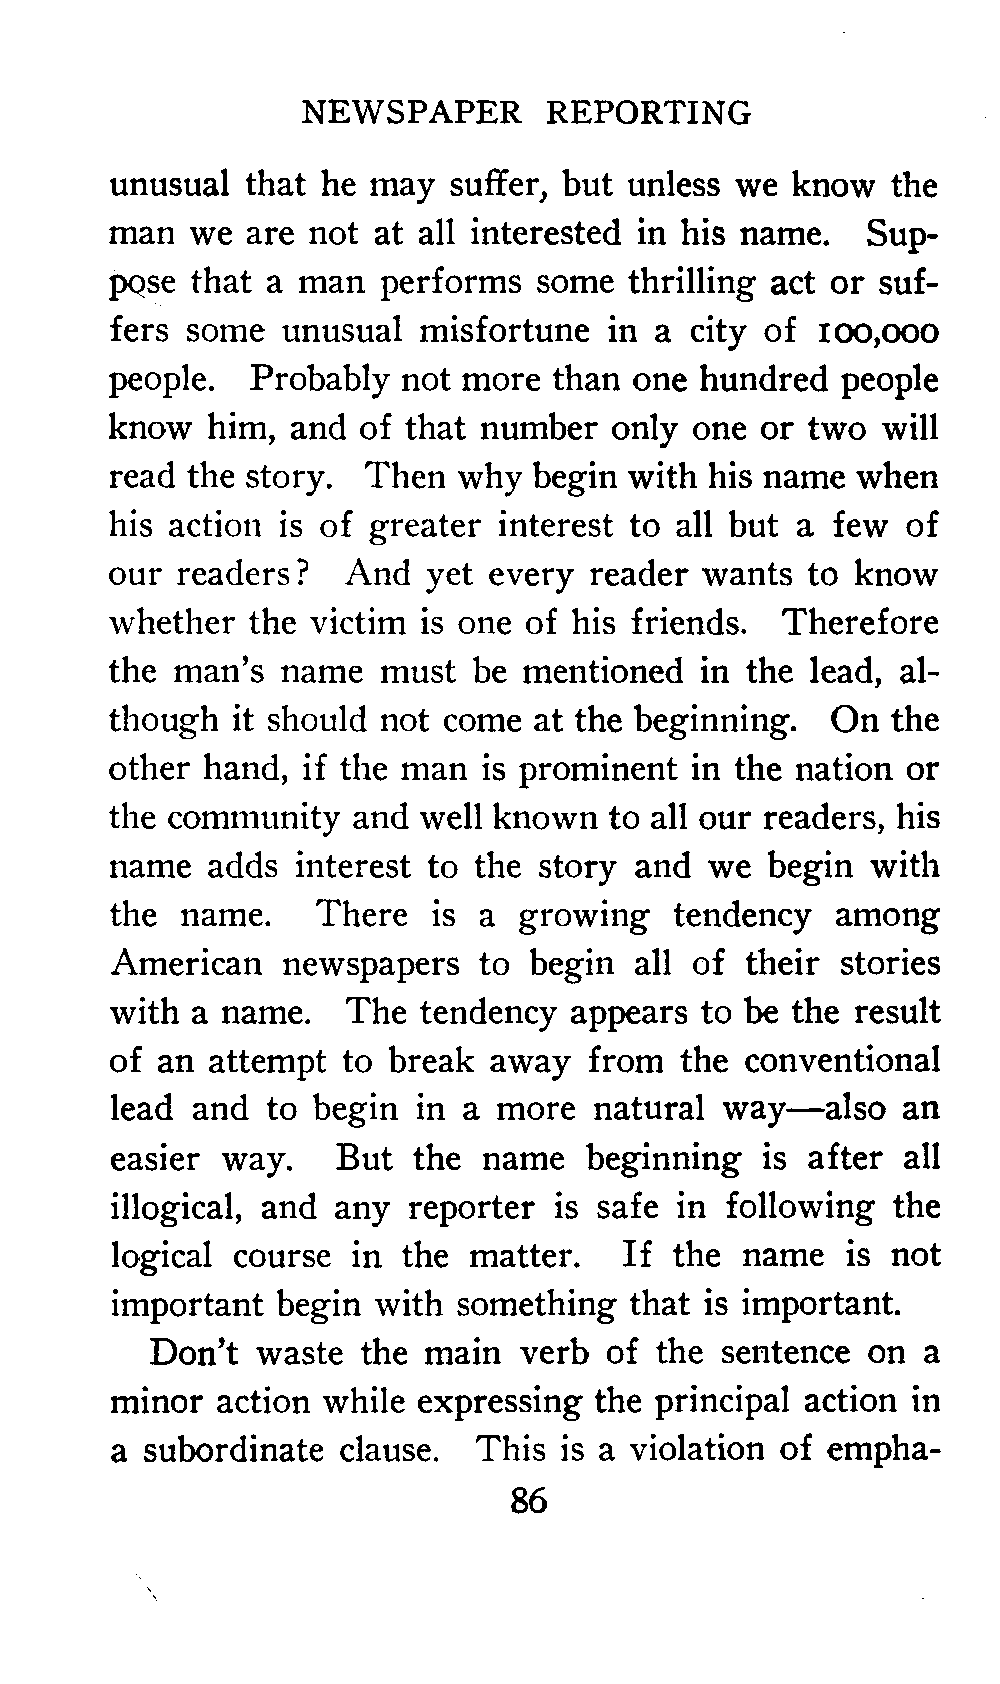 NEWSPAPER REPORTING
unusual that he may suffer, but unless we know the
man we are not at all interested in his name. Sup-
pose that a man performs some thrilling act or suf-
fers some unusual misfortune in a city of 100,000
people. Probably not more than one hundred people
know him, and of that number only one or two will
read the story. Then why begin with his name when
his action is of greater interest to all but a few of
our readers? And yet every reader wants to know
whether the victim is one of his friends. Therefore
the man's name must be mentioned in the lead, al-
though it should not come at the beginning. On the
other hand, if the man is prominent in the nation or
the community and well known to all our readers, his
name adds interest to the story and we begin with
the name. There is a growing tendency among
American newspapers to begin all of their stories
with a name. The tendency appears to be the result
of an attempt to break away from the conventional
lead and to begin in a more natural way—also an
easier way. But the name beginning is after all
illogical, and any reporter is safe in following the
logical course in the matter. If the name is not
important begin with something that is important.
Don't waste the main verb of the sentence on a
minor action while expressing the principal action in
a subordinate clause. This is a violation of empha-
86